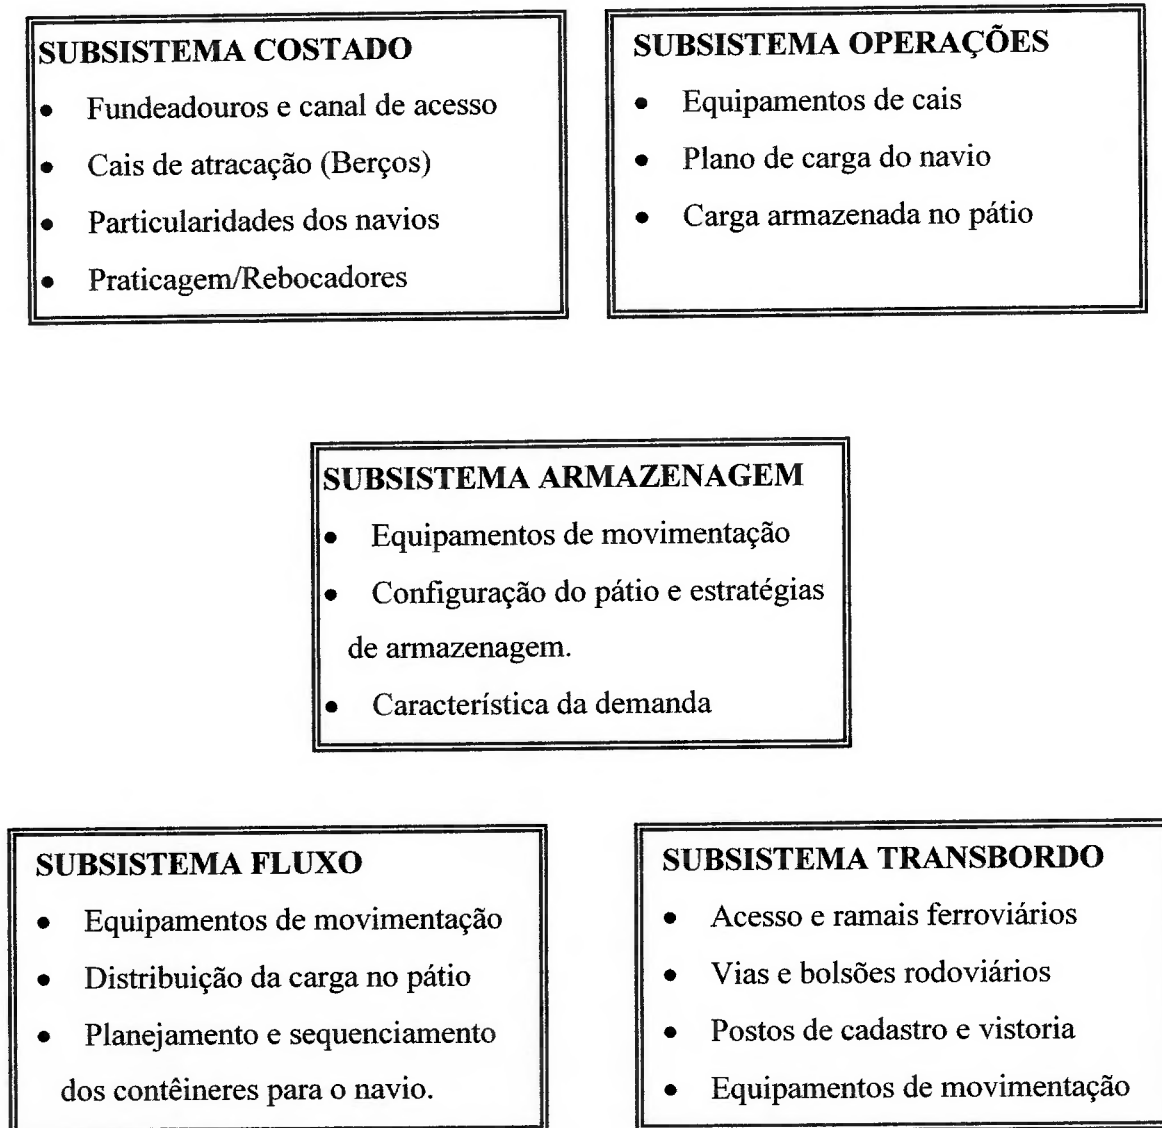 SUBSISTEMA COSTADO
• Fundeadouros e canal de acesso
• Cais de atracação (Berços)
• Particularidades dos navios
• Praticagem/Rebocadores
SUBSISTEMA OPERAÇÕES
• Equipamentos de cais
• Plano de carga do navio
• Carga armazenada no pátio
SUBSISTEMA ARMAZENAGEM
• Equipamentos de movimentação
• Configuração do pátio e estratégias
de armazenagem.
• Característica da demanda
SUBSISTEMA FLUXO
• Equipamentos de movimentação
• Distribuição da carga no pátio
• Planejamento e sequenciamento
dos contêineres para o navio.
SUBSISTEMA TRANSBORDO
• Acesso e ramais ferroviários
• Vias e bolsões rodoviários
• Postos de cadastro e vistoria
• Equipamentos de movimentação